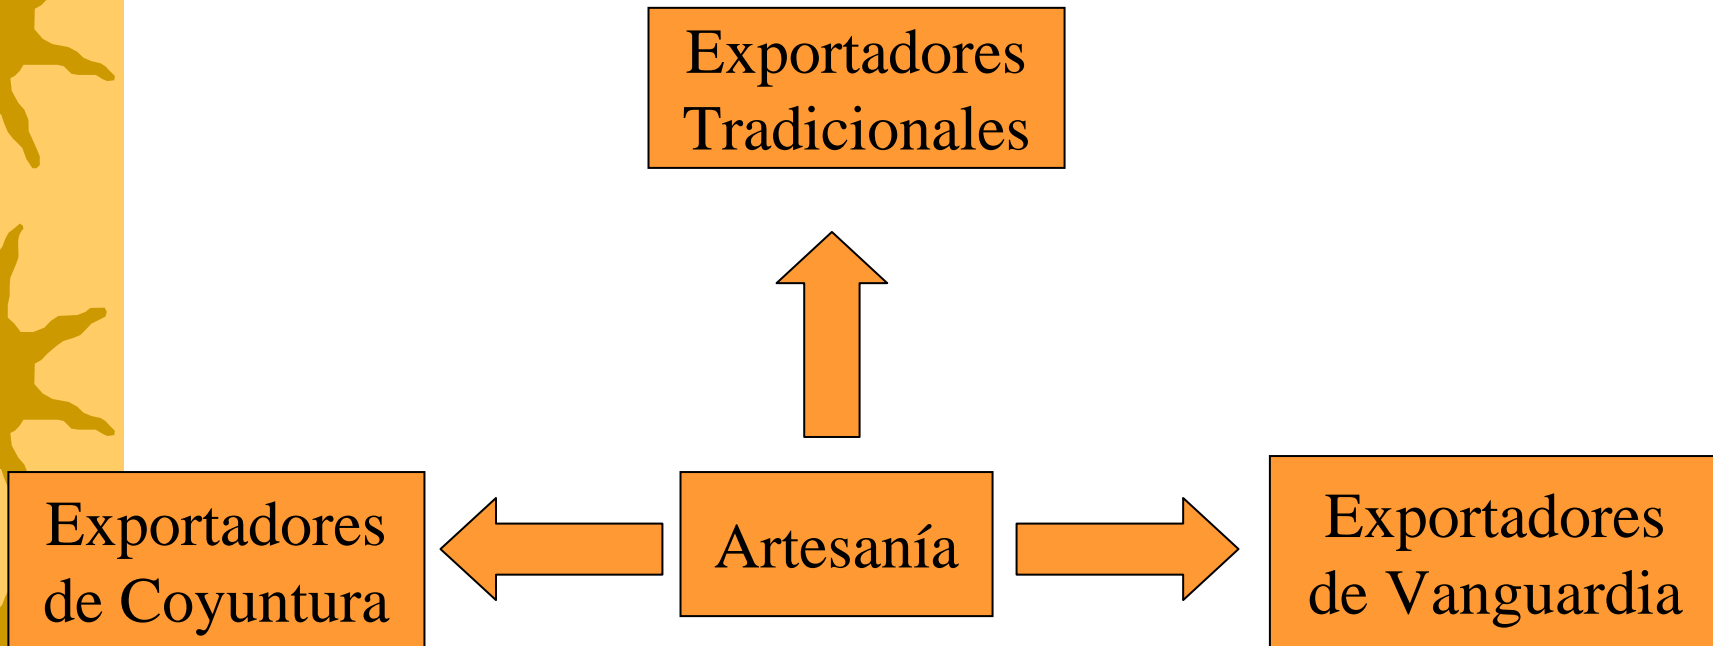 Exportadores
Tradicionales
Exportadores
de Coyuntura
Artesanía
Exportadores
de Vanguardia